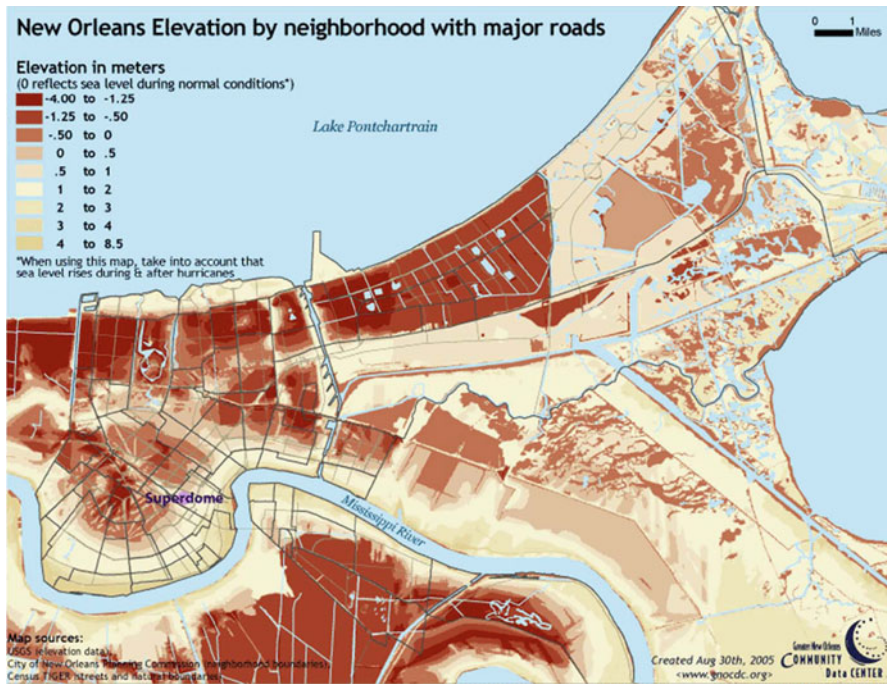 New Orleans Elevation by neighborhood with major roads
0 1
Miles
Elevation in meters
(0 reflects sea level during normal conditions*)
-4.00 to -1.25
-1.25 to -.50
-.50 to 0
0 to .5
.5 to 1
1 to 2
2 to 3
3 to 4
4 to 8.5
*When using this map, take into account that
sea level rises during & after hurricanes
Lake Pontchartrain
Superdome
Mississippi River
Map sources:
USGS (elevation data),
City of New Orleans Planning Commission (neighborhood boundaries),
Census TIGER (streets and natural boundaries)
Created Aug 30th, 2005
<www.gnocdc.org>
Greater New Orleans
COMMUNITY
Data CENTER